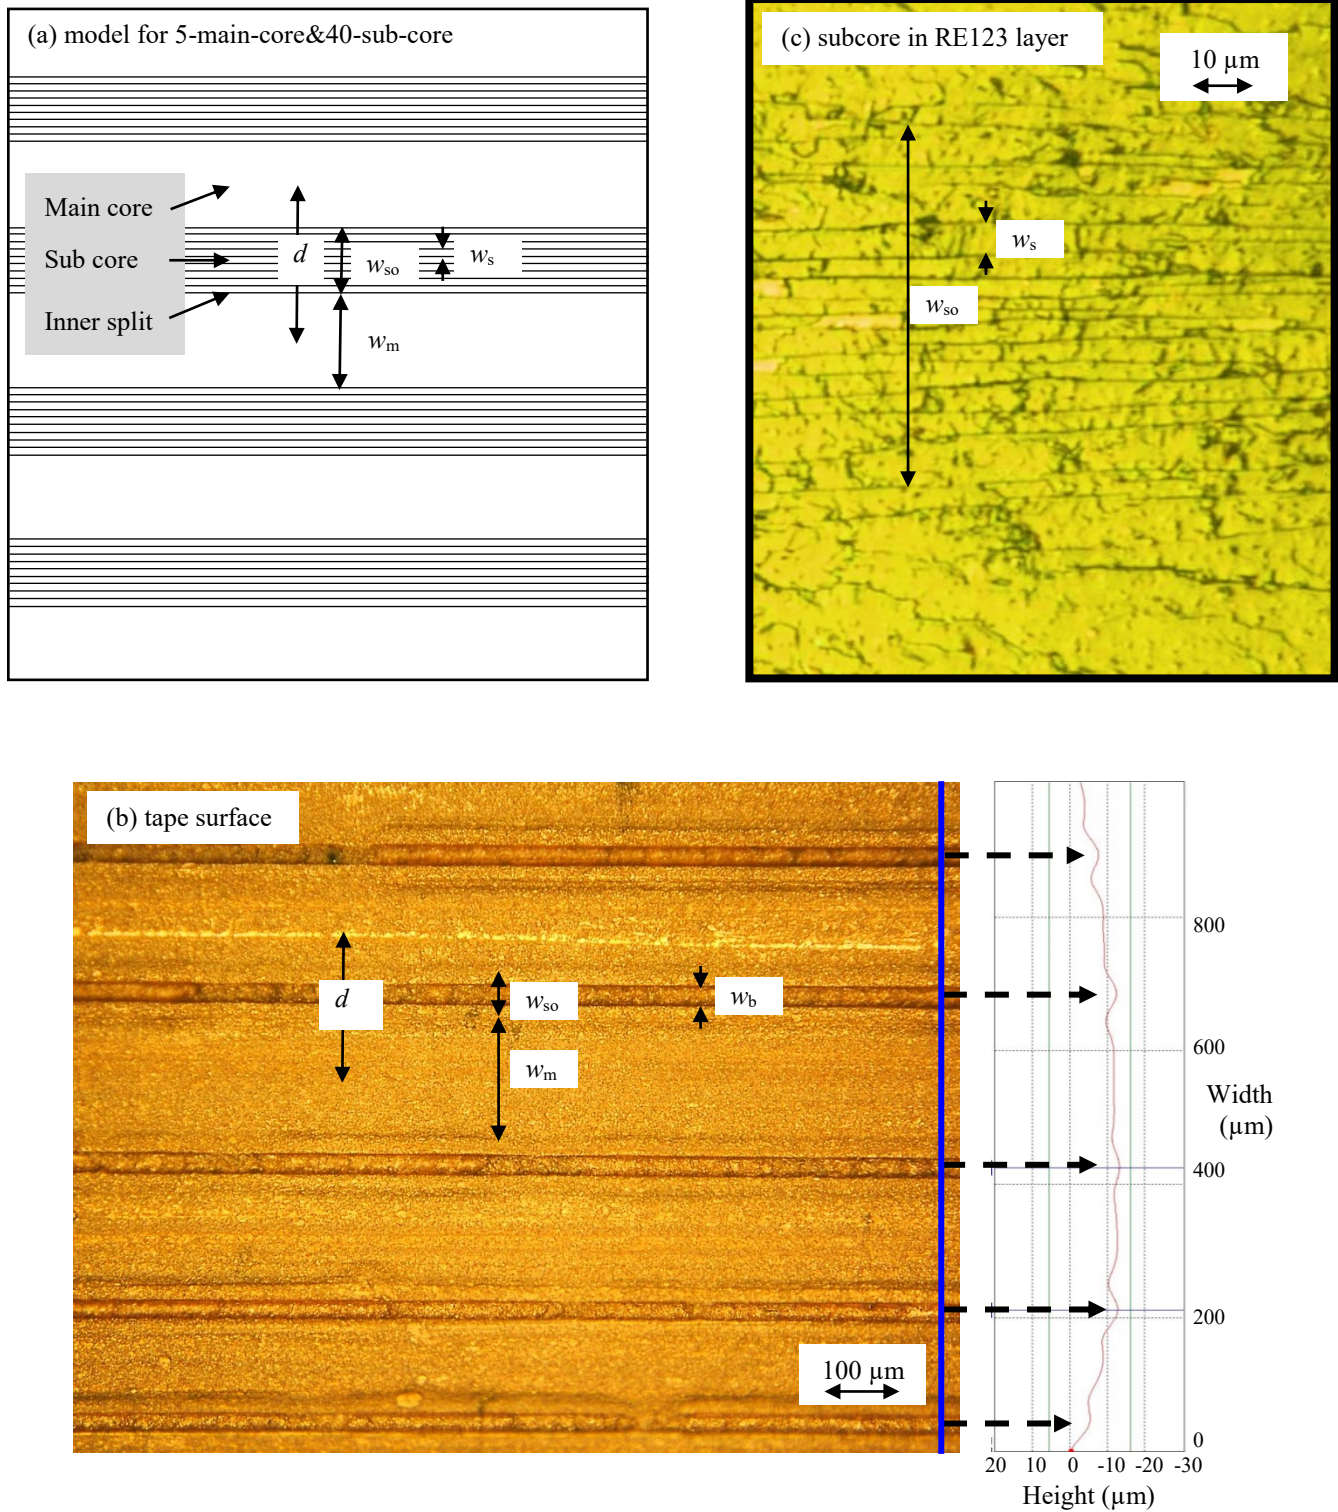 (a) model for 5-main-core&40-sub-core
Main core
Sub core
Inner split
d
wso
ws
wm
(c) subcore in RE123 layer
10 µm
ws
wso
(b) tape surface
d
wso
wb
wm
100 µm
800
600
Width
(µm)
400
200
0
20 10 0 -10 -20 -30
Height (µm)